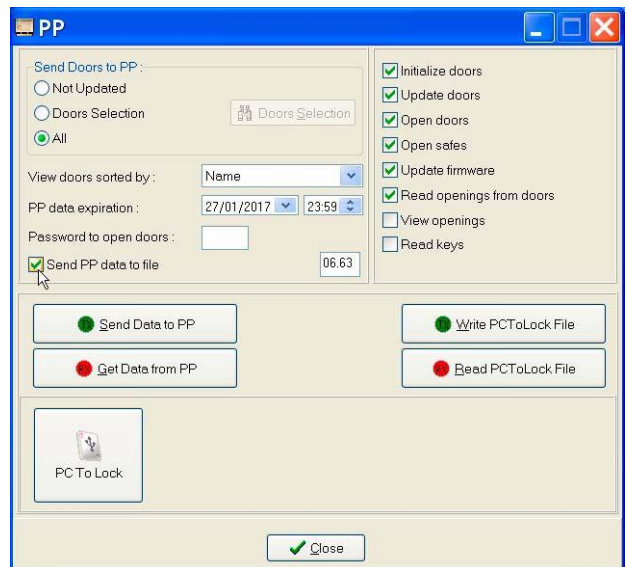 PP
Send Doors to PP :
Not Updated
Doors Selection
Doors Selection
All
View doors sorted by :
Name
PP data expiration :
27/01/2017
23:59
Password to open doors :
Send PP data to file
06.63
Initialize doors
Update doors
Open doors
Open safes
Update firmware
Read openings from doors
View openings
Read keys
Send Data to PP
Write PCToLock File
Get Data from PP
Read PCToLock File
PC To Lock
Close